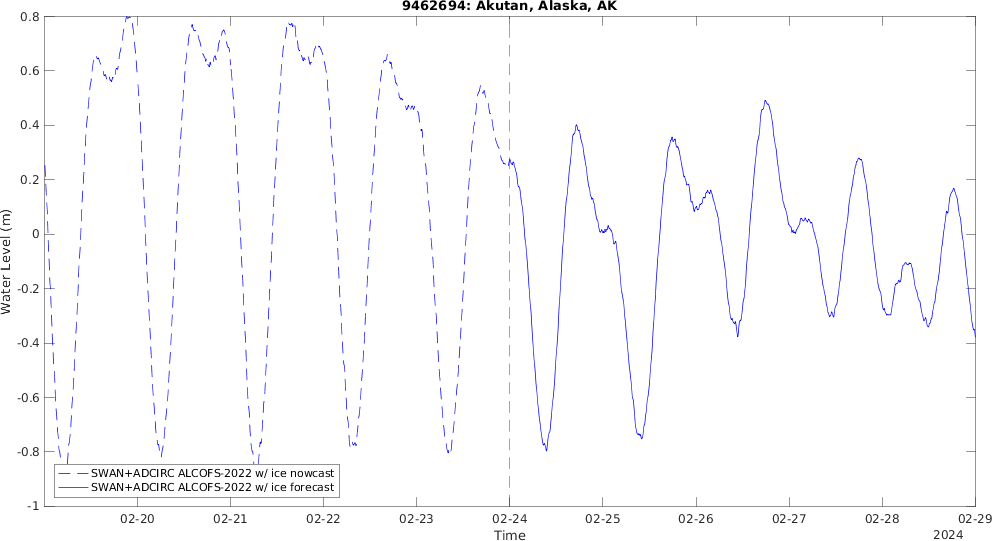 9462694: Akutan, Alaska, AK
0.8
0.6
0.4
0.2
0
-0.2
-0.4
-0.6
-0.8
-1
Water Level (m)
SWAN+ADCIRC ALCOFS-2022 w/ ice nowcast
SWAN+ADCIRC ALCOFS-2022 w/ ice forecast
02-20 02-21 02-22 02-23 02-24 02-25 02-26 02-27 02-28 02-29
Time
2024